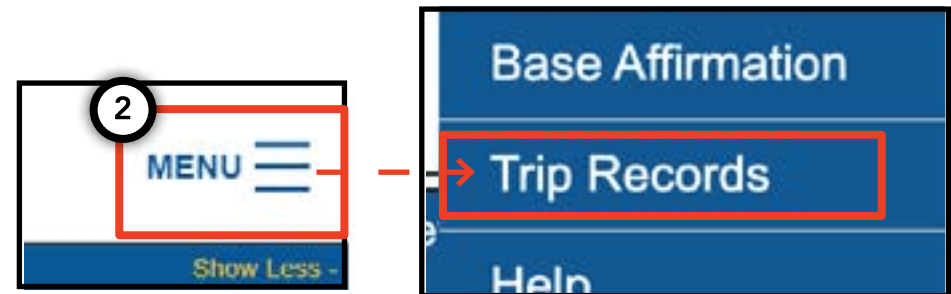 2
MENU
Show Less -
Base Affirmation
Trip Records
Help